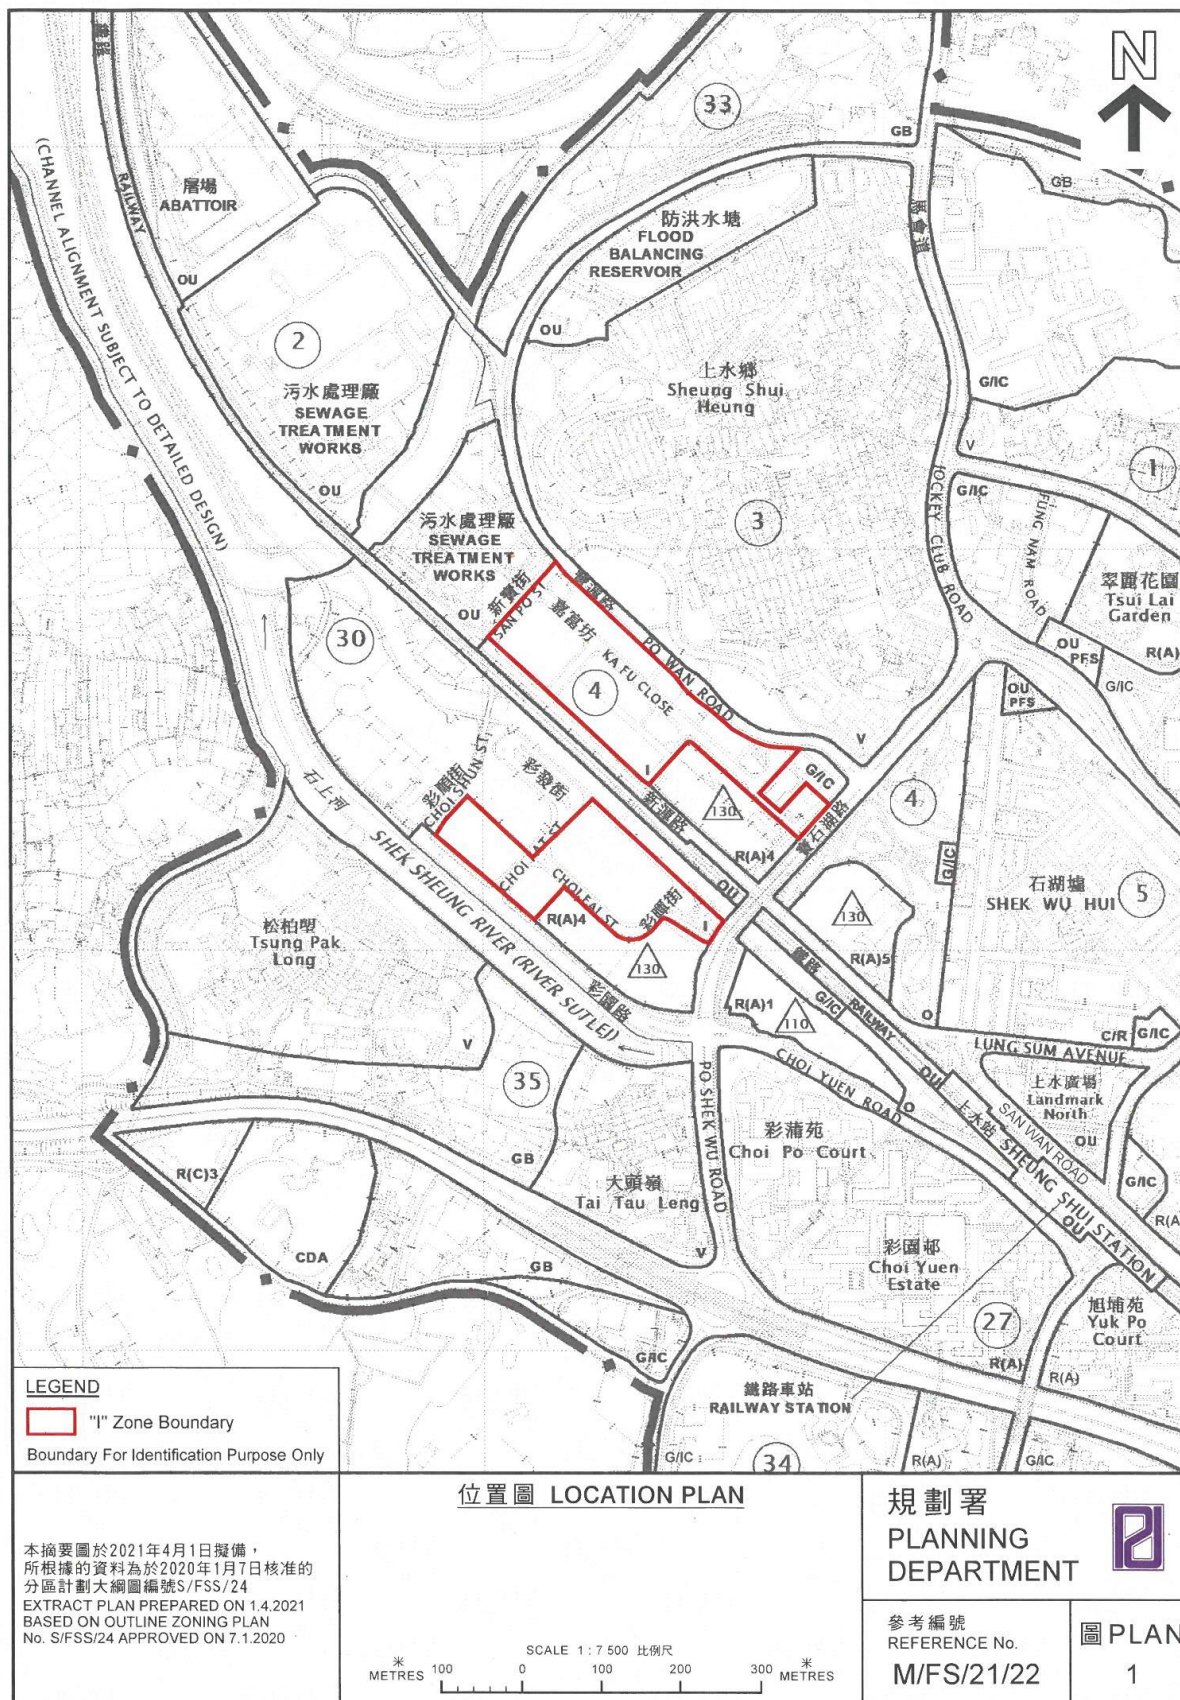 N
鐵路
RAILWAY
(CHANNEL ALIGNMENT SUBJECT TO DETAILED DESIGN)
屠場
ABATTOIR
OU
33
GB
GB
馬會道
防洪水塘
FLOOD
BALANCING
RESERVOIR
OU
2
污水處理廠
SEWAGE
TREATMENT
WORKS
OU
上水鄉
Sheung Shui
Heung
G/IC
V
1
G/IC
JOCKEY CLUB ROAD
FUNG NAM ROAD
3
污水處理廠
SEWAGE
TREATMENT
WORKS
OU
新寶街
SAN PO ST
寶運路
PO WAN ROAD
嘉富坊
KA FU CLOSE
翠麗花園
Tsui Lai
Garden
R(A)
OU
PFS
G/IC
OU
PFS
30
4
V
G/IC
I
新運路
130
R(A)4
寶石湖路
4
G/IC
石湖墟
SHEK WU HUI
5
彩順街
CHOI SHUN ST
彩發街
CHOI FAT ST
CHOI FAI ST
彩暉街
R(A)4
I
OU
130
130
R(A)5
石上河
SHEK SHEUNG RIVER (RIVER SUTLEJ)
彩園路
松柏塱
Tsung Pak
Long
V
鐵路
RAILWAY
R(A)1
G/IC
110
O
C/R
G/IC
LUNG SUM AVENUE
OU
上水廣場
Landmark
North
OU
SAN WAN ROAD
CHOI YUEN ROAD
O
PO SHEK WU ROAD
35
彩蒲苑
Choi Po Court
上水站 SHEUNG SHUI STATION
OU
G/IC
R(A
GB
大頭嶺
Tai Tau Leng
V
R(C)3
CDA
GB
彩園邨
Choi Yuen
Estate
27
R(A)
旭埔苑
Yuk Po
Court
R(A)
G/IC
鐵路車站
RAILWAY STATION
G/IC
34
R(A)
G/IC
LEGEND
"I" Zone Boundary
Boundary For Identification Purpose Only
本摘要圖於2021年4月1日擬備，
所根據的資料為於2020年1月7日核准的
分區計劃大綱圖編號S/FSS/24
EXTRACT PLAN PREPARED ON 1.4.2021
BASED ON OUTLINE ZONING PLAN
No. S/FSS/24 APPROVED ON 7.1.2020
位置圖 LOCATION PLAN
SCALE 1 : 7 500 比例尺
米
METRES
100 0 100 200 300
米
METRES
規劃署
PLANNING
DEPARTMENT
參考編號
REFERENCE No.
M/FS/21/22
圖 PLAN
1